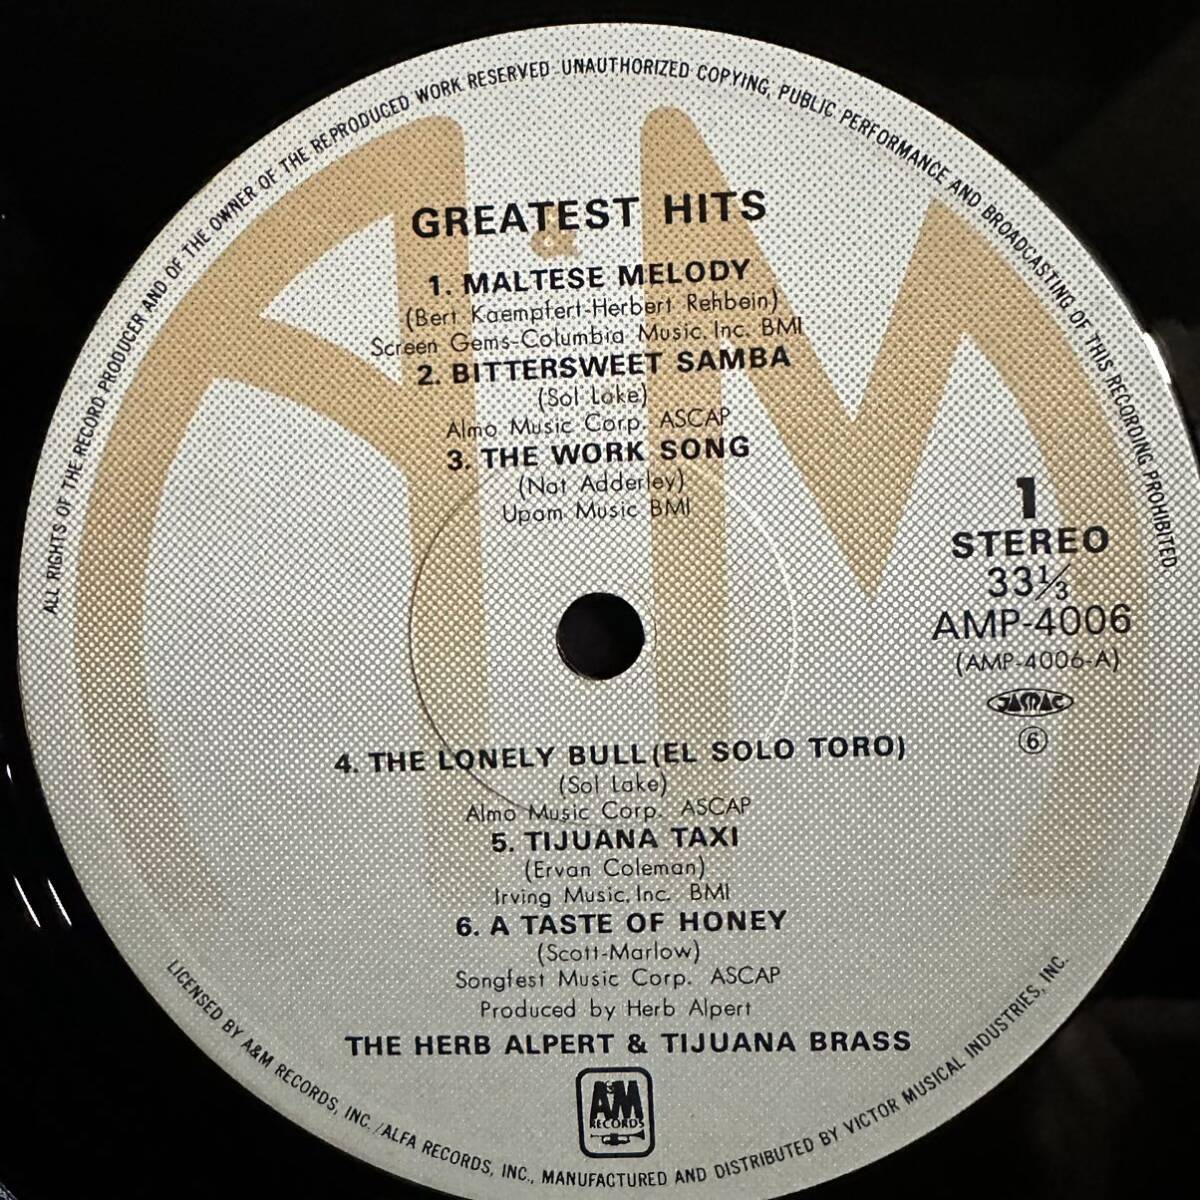 ALL RIGHTS OF THE RECORD PRODUCER AND OF THE OWNER OF THE REPRODUCED WORK RESERVED · UNAUTHORIZED COPYING, PUBLIC PERFORMANCE AND BROADCASTING OF THIS RECORDING PROHIBITED.
GREATEST HITS
1. MALTESE MELODY
(Bert Kaempfert-Herbert Rehbein)
Screen Gems-Columbia Music, Inc. BMI
2. BITTERSWEET SAMBA
(Sol Lake)
Almo Music Corp. ASCAP
3. THE WORK SONG
(Nat Adderley)
Upam Music BMI
1
STEREO
33⅓
AMP-4006
(AMP-4006-A)
JASRAC
⑥
4. THE LONELY BULL (EL SOLO TORO)
(Sol Lake)
Almo Music Corp. ASCAP
5. TIJUANA TAXI
(Ervan Coleman)
Irving Music, Inc. BMI
6. A TASTE OF HONEY
(Scott-Marlow)
Songfest Music Corp. ASCAP
Produced by Herb Alpert
THE HERB ALPERT & TIJUANA BRASS
A&M
RECORDS
LICENSED BY A&M RECORDS, INC. / ALFA RECORDS, INC., MANUFACTURED AND DISTRIBUTED BY VICTOR MUSICAL INDUSTRIES, INC.